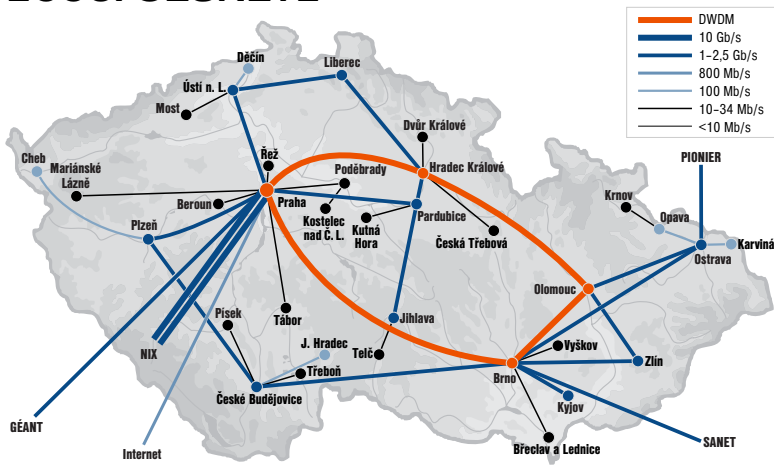 DWDM
10 Gb/s
1–2,5 Gb/s
800 Mb/s
100 Mb/s
10–34 Mb/s
<10 Mb/s
Děčín
Liberec
Ústí n. L.
Most
Dvůr Králové
Cheb
Mariánské
Lázně
Řež
Poděbrady
Hradec Králové
PIONIER
Beroun
Praha
Krnov
Plzeň
Kostelec
nad Č. L.
Kutná
Hora
Pardubice
Opava
Česká Třebová
Karviná
Ostrava
Olomouc
Písek
Tábor
Jihlava
NIX
J. Hradec
Telč
Vyškov
Třeboň
Zlín
České Budějovice
Brno
Kyjov
GÉANT
Internet
SANET
Břeclav a Lednice